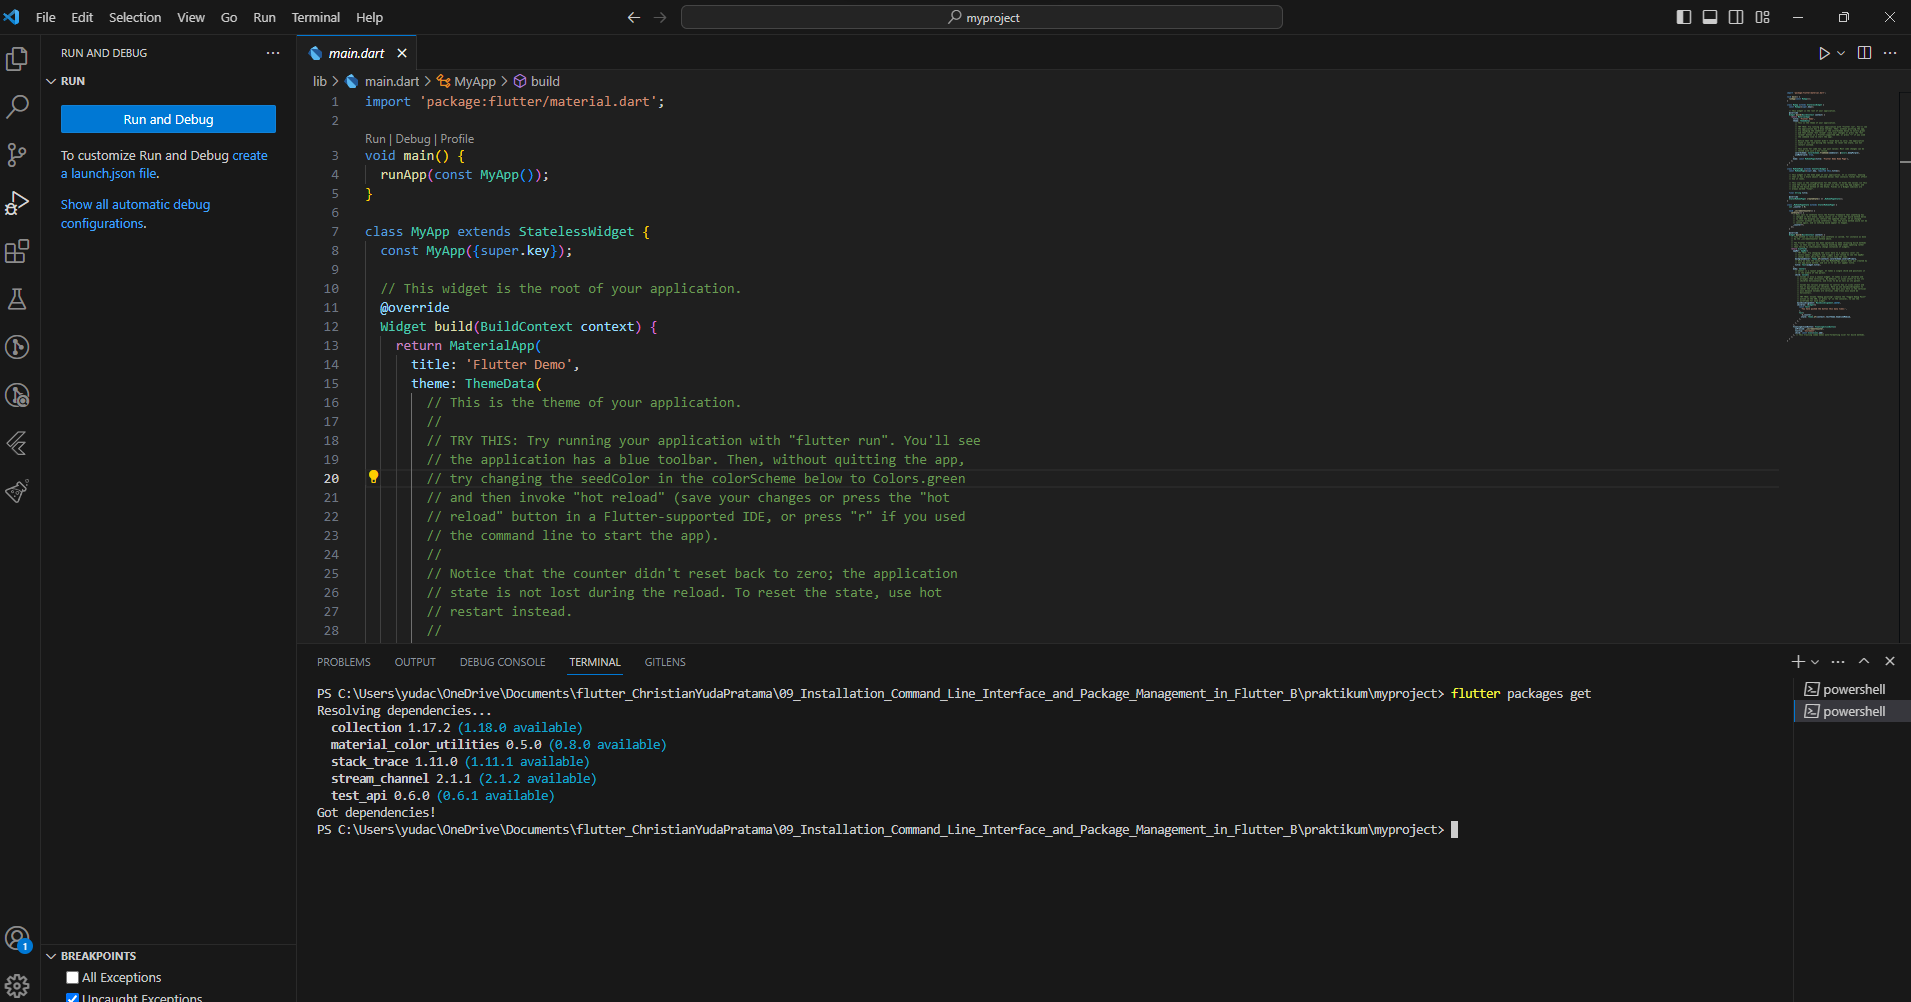 File Edit Selection View Go Run Terminal Help
myproject
RUN AND DEBUG
RUN
Run and Debug
To customize Run and Debug create
a launch.json file.
Show all automatic debug
configurations.
BREAKPOINTS
All Exceptions
Uncaught Exceptions
1
main.dart
lib > main.dart > MyApp > build
1 import 'package:flutter/material.dart';
2
Run | Debug | Profile
3 void main() {
4 runApp(const MyApp());
5 }
6
7 class MyApp extends StatelessWidget {
8 const MyApp({super.key});
9
10 // This widget is the root of your application.
11 @override
12 Widget build(BuildContext context) {
13 return MaterialApp(
14 title: 'Flutter Demo',
15 theme: ThemeData(
16 // This is the theme of your application.
17 //
18 // TRY THIS: Try running your application with "flutter run". You'll see
19 // the application has a blue toolbar. Then, without quitting the app,
20 // try changing the seedColor in the colorScheme below to Colors.green
21 // and then invoke "hot reload" (save your changes or press the "hot
22 // reload" button in a Flutter-supported IDE, or press "r" if you used
23 // the command line to start the app).
24 //
25 // Notice that the counter didn't reset back to zero; the application
26 // state is not lost during the reload. To reset the state, use hot
27 // restart instead.
28 //
PROBLEMS OUTPUT DEBUG CONSOLE TERMINAL GITLENS
PS C:\Users\yudac\OneDrive\Documents\flutter_ChristianYudaPratama\09_Installation_Command_Line_Interface_and_Package_Management_in_Flutter_B\praktikum\myproject> flutter packages get
Resolving dependencies...
collection 1.17.2 (1.18.0 available)
material_color_utilities 0.5.0 (0.8.0 available)
stack_trace 1.11.0 (1.11.1 available)
stream_channel 2.1.1 (2.1.2 available)
test_api 0.6.0 (0.6.1 available)
Got dependencies!
PS C:\Users\yudac\OneDrive\Documents\flutter_ChristianYudaPratama\09_Installation_Command_Line_Interface_and_Package_Management_in_Flutter_B\praktikum\myproject>
powershell
powershell